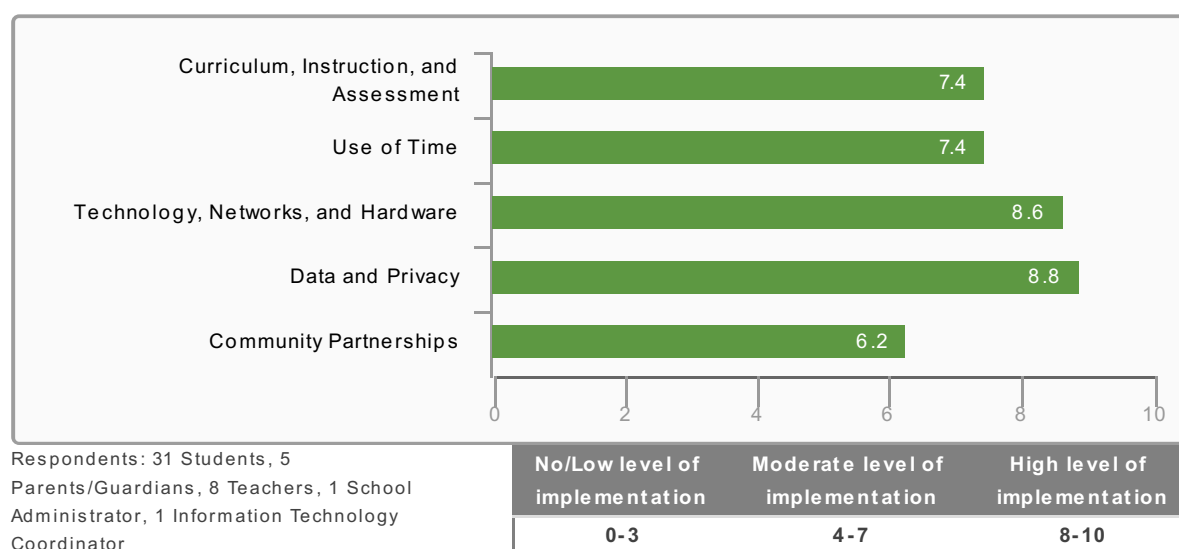 Curriculum, Instruction, and
Assessment
7.4
Use of Time
7.4
Technology, Networks, and Hardware
8.6
Data and Privacy
8.8
Community Partnerships
6.2
0 2 4 6 8 10
Respondents: 31 Students, 5
Parents/Guardians, 8 Teachers, 1 School
Administrator, 1 Information Technology
Coordinator
No/Low level of
implementation
Moderate level of
implementation
High level of
implementation
0-3
4-7
8-10